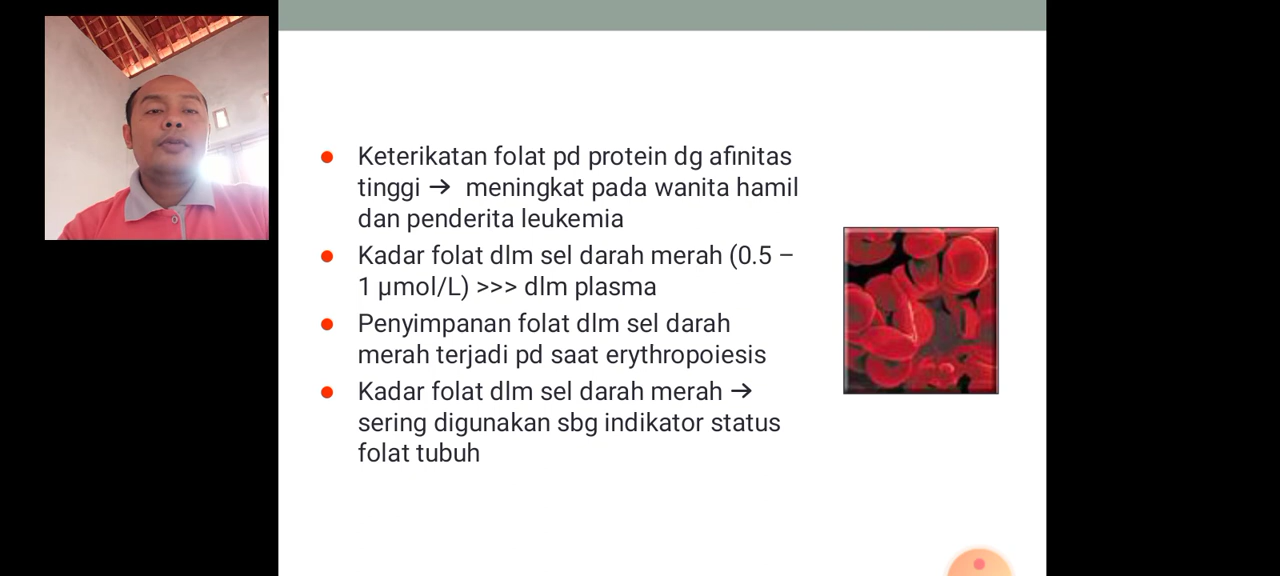 Keterikatan folat pd protein dg afinitas
tinggi → meningkat pada wanita hamil
dan penderita leukemia
Kadar folat dlm sel darah merah (0.5 –
1 µmol/L) >>> dlm plasma
Penyimpanan folat dlm sel darah
merah terjadi pd saat erythropoiesis
Kadar folat dlm sel darah merah →
sering digunakan sbg indikator status
folat tubuh